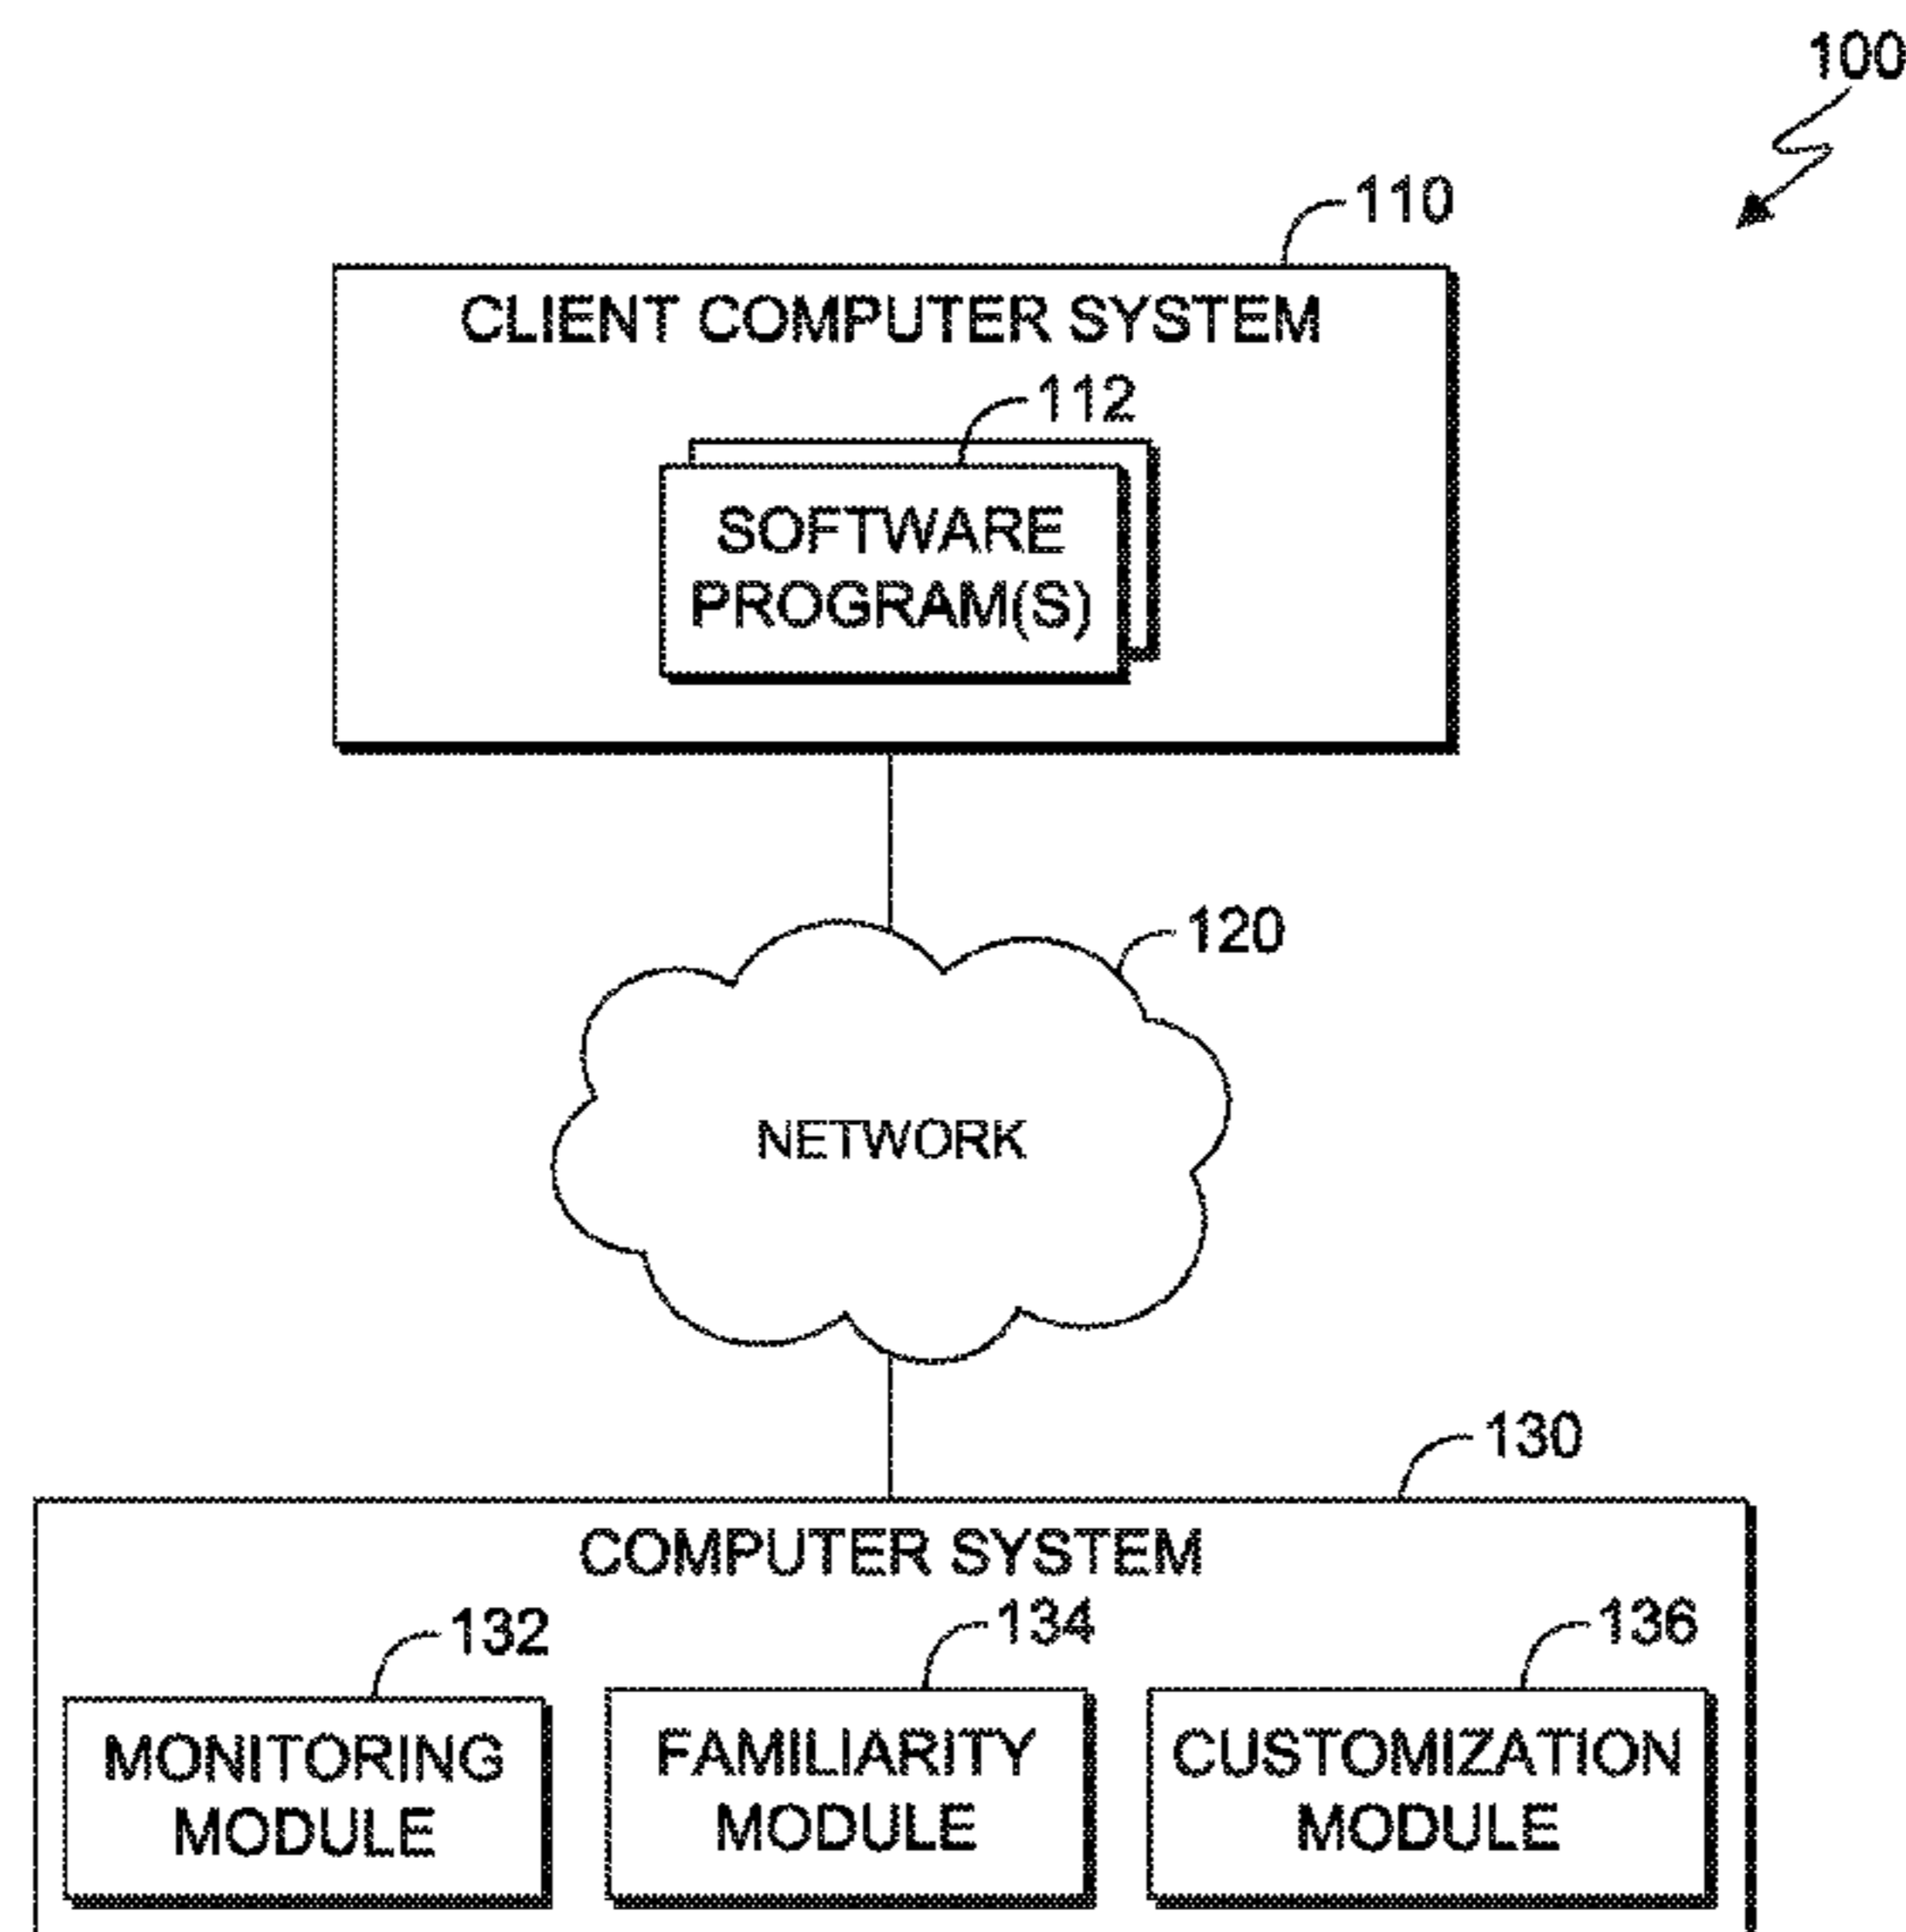 100
110
CLIENT COMPUTER SYSTEM
112
SOFTWARE
PROGRAM(S)
120
NETWORK
130
COMPUTER SYSTEM
132
134
136
MONITORING
MODULE
FAMILIARITY
MODULE
CUSTOMIZATION
MODULE